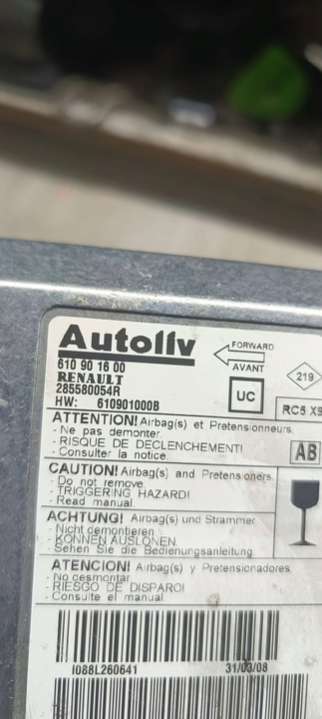 Autoliv
610 90 16 00
RENAULT
285580054R
HW: 610901000B
FORWARD
AVANT
219
UC
RC5 X9
ATTENTION! Airbag(s) et Pretensionneurs.
- Ne pas demonter.
- RISQUE DE DECLENCHEMENT!
- Consulter la notice.
AB
CAUTION! Airbag(s) and Pretensioners.
- Do not remove.
- TRIGGERING HAZARD!
- Read manual.
ACHTUNG! Airbag(s) und Strammer.
- Nicht demontieren.
- KONNEN AUSLONEN.
- Sehen Sie die Bedienungsanleitung.
ATENCION! Airbag(s) y Pretensionadores.
- No desmontar.
- RIESGO DE DISPARO!
- Consulte el manual.
I088L260641 31/03/08